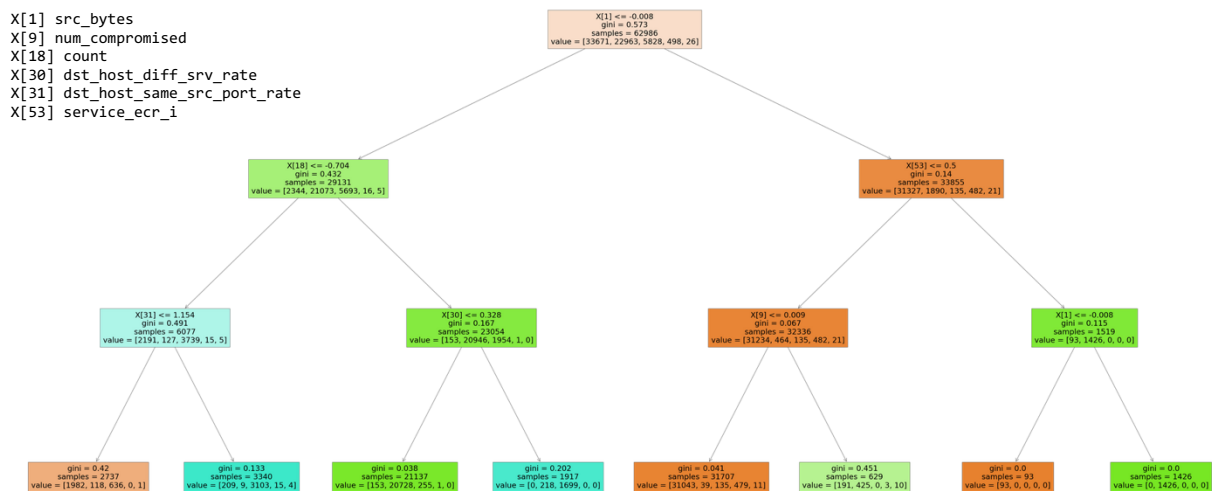 X[1] src_bytes
X[9] num_compromised
X[18] count
X[30] dst_host_diff_srv_rate
X[31] dst_host_same_src_port_rate
X[53] service_ecr_i
X[1] <= -0.008
gini = 0.573
samples = 62986
value = [33671, 22963, 5828, 498, 26]
X[18] <= -0.704
gini = 0.432
samples = 29131
value = [2344, 21073, 5693, 16, 5]
X[53] <= 0.5
gini = 0.14
samples = 33855
value = [31327, 1890, 135, 482, 21]
X[31] <= 1.154
gini = 0.491
samples = 6077
value = [2191, 127, 3739, 15, 5]
X[30] <= 0.328
gini = 0.167
samples = 23054
value = [153, 20946, 1954, 1, 0]
X[9] <= 0.009
gini = 0.067
samples = 32336
value = [31234, 464, 135, 482, 21]
X[1] <= -0.008
gini = 0.115
samples = 1519
value = [93, 1426, 0, 0, 0]
gini = 0.42
samples = 2737
value = [1982, 118, 636, 0, 1]
gini = 0.133
samples = 3340
value = [209, 9, 3103, 15, 4]
gini = 0.038
samples = 21137
value = [153, 20728, 255, 1, 0]
gini = 0.202
samples = 1917
value = [0, 218, 1699, 0, 0]
gini = 0.041
samples = 31707
value = [31043, 39, 135, 479, 11]
gini = 0.451
samples = 629
value = [191, 425, 0, 3, 10]
gini = 0.0
samples = 93
value = [93, 0, 0, 0, 0]
gini = 0.0
samples = 1426
value = [0, 1426, 0, 0, 0]